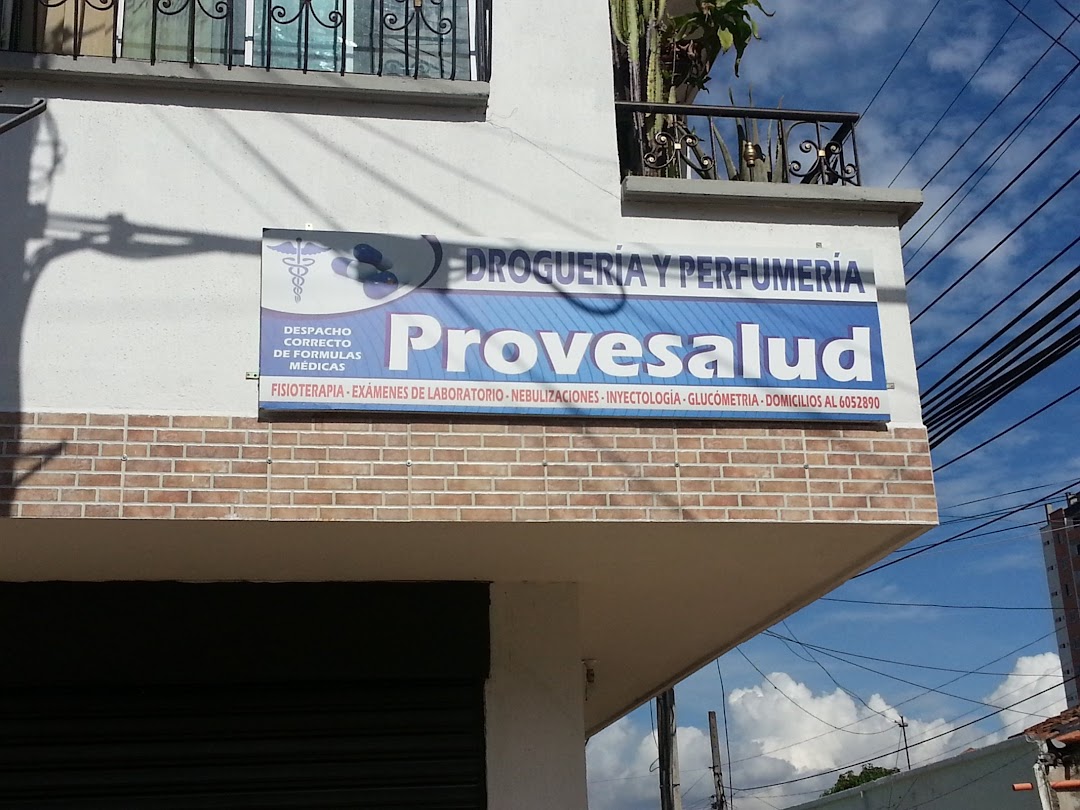 DROGUERÍA Y PERFUMERÍA
Provesalud
DESPACHO
CORRECTO
DE FORMULAS
MÉDICAS
FISIOTERAPIA - EXÁMENES DE LABORATORIO - NEBULIZACIONES - INYECTOLOGÍA - GLUCÓMETRIA - DOMICILIOS AL 6052890